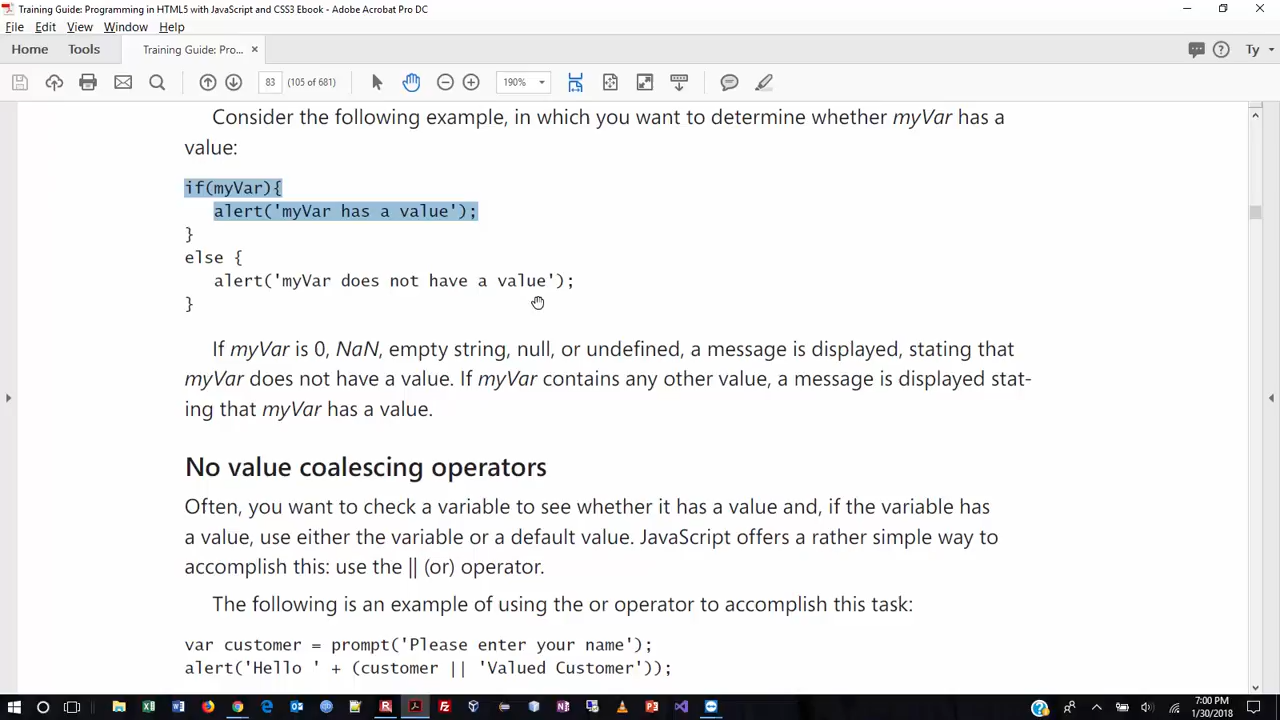 Training Guide: Programming in HTML5 with JavaScript and CSS3 Ebook - Adobe Acrobat Pro DC
File Edit View Window Help
Home Tools Training Guide: Pro... × Ty
83 (105 of 681) 190%
Consider the following example, in which you want to determine whether myVar has a
value:
if(myVar){
alert('myVar has a value');
}
else {
alert('myVar does not have a value');
}
If myVar is 0, NaN, empty string, null, or undefined, a message is displayed, stating that
myVar does not have a value. If myVar contains any other value, a message is displayed stat-
ing that myVar has a value.
No value coalescing operators
Often, you want to check a variable to see whether it has a value and, if the variable has
a value, use either the variable or a default value. JavaScript offers a rather simple way to
accomplish this: use the || (or) operator.
The following is an example of using the or operator to accomplish this task:
var customer = prompt('Please enter your name');
alert('Hello ' + (customer || 'Valued Customer'));
7:00 PM
1/30/2018